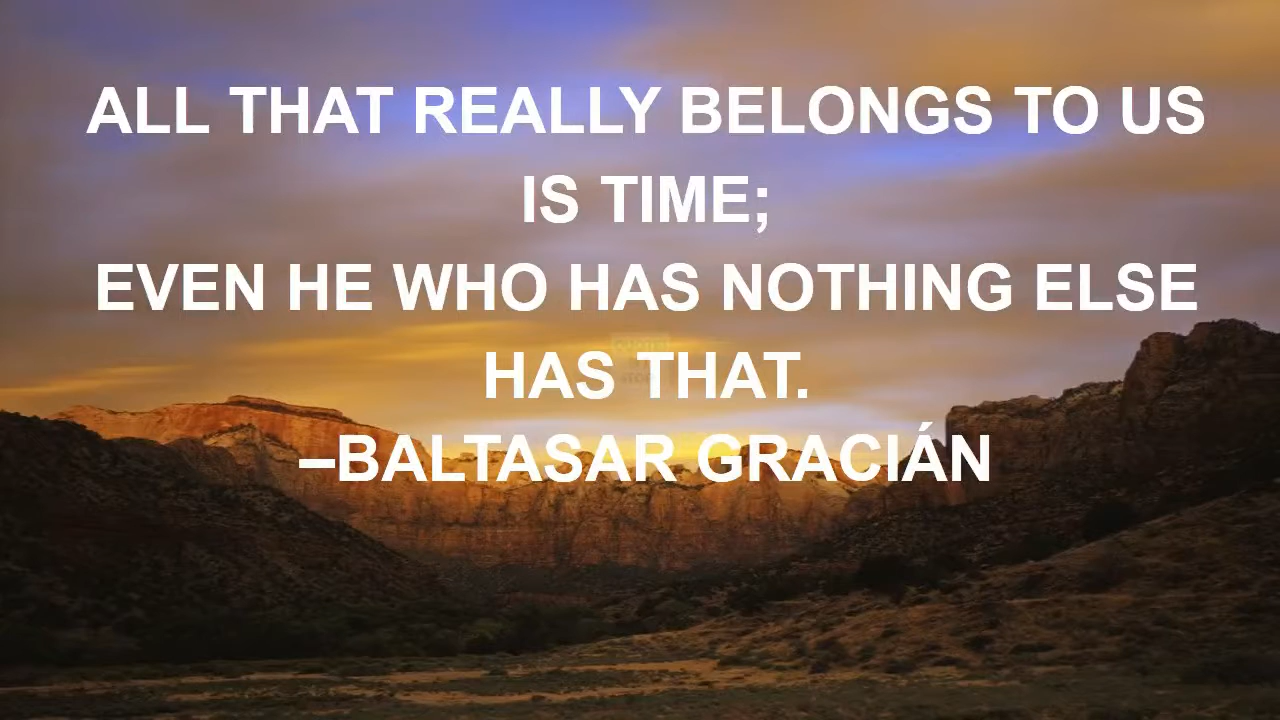 ALL THAT REALLY BELONGS TO US
IS TIME;
EVEN HE WHO HAS NOTHING ELSE
HAS THAT.
–BALTASAR GRACIÁN